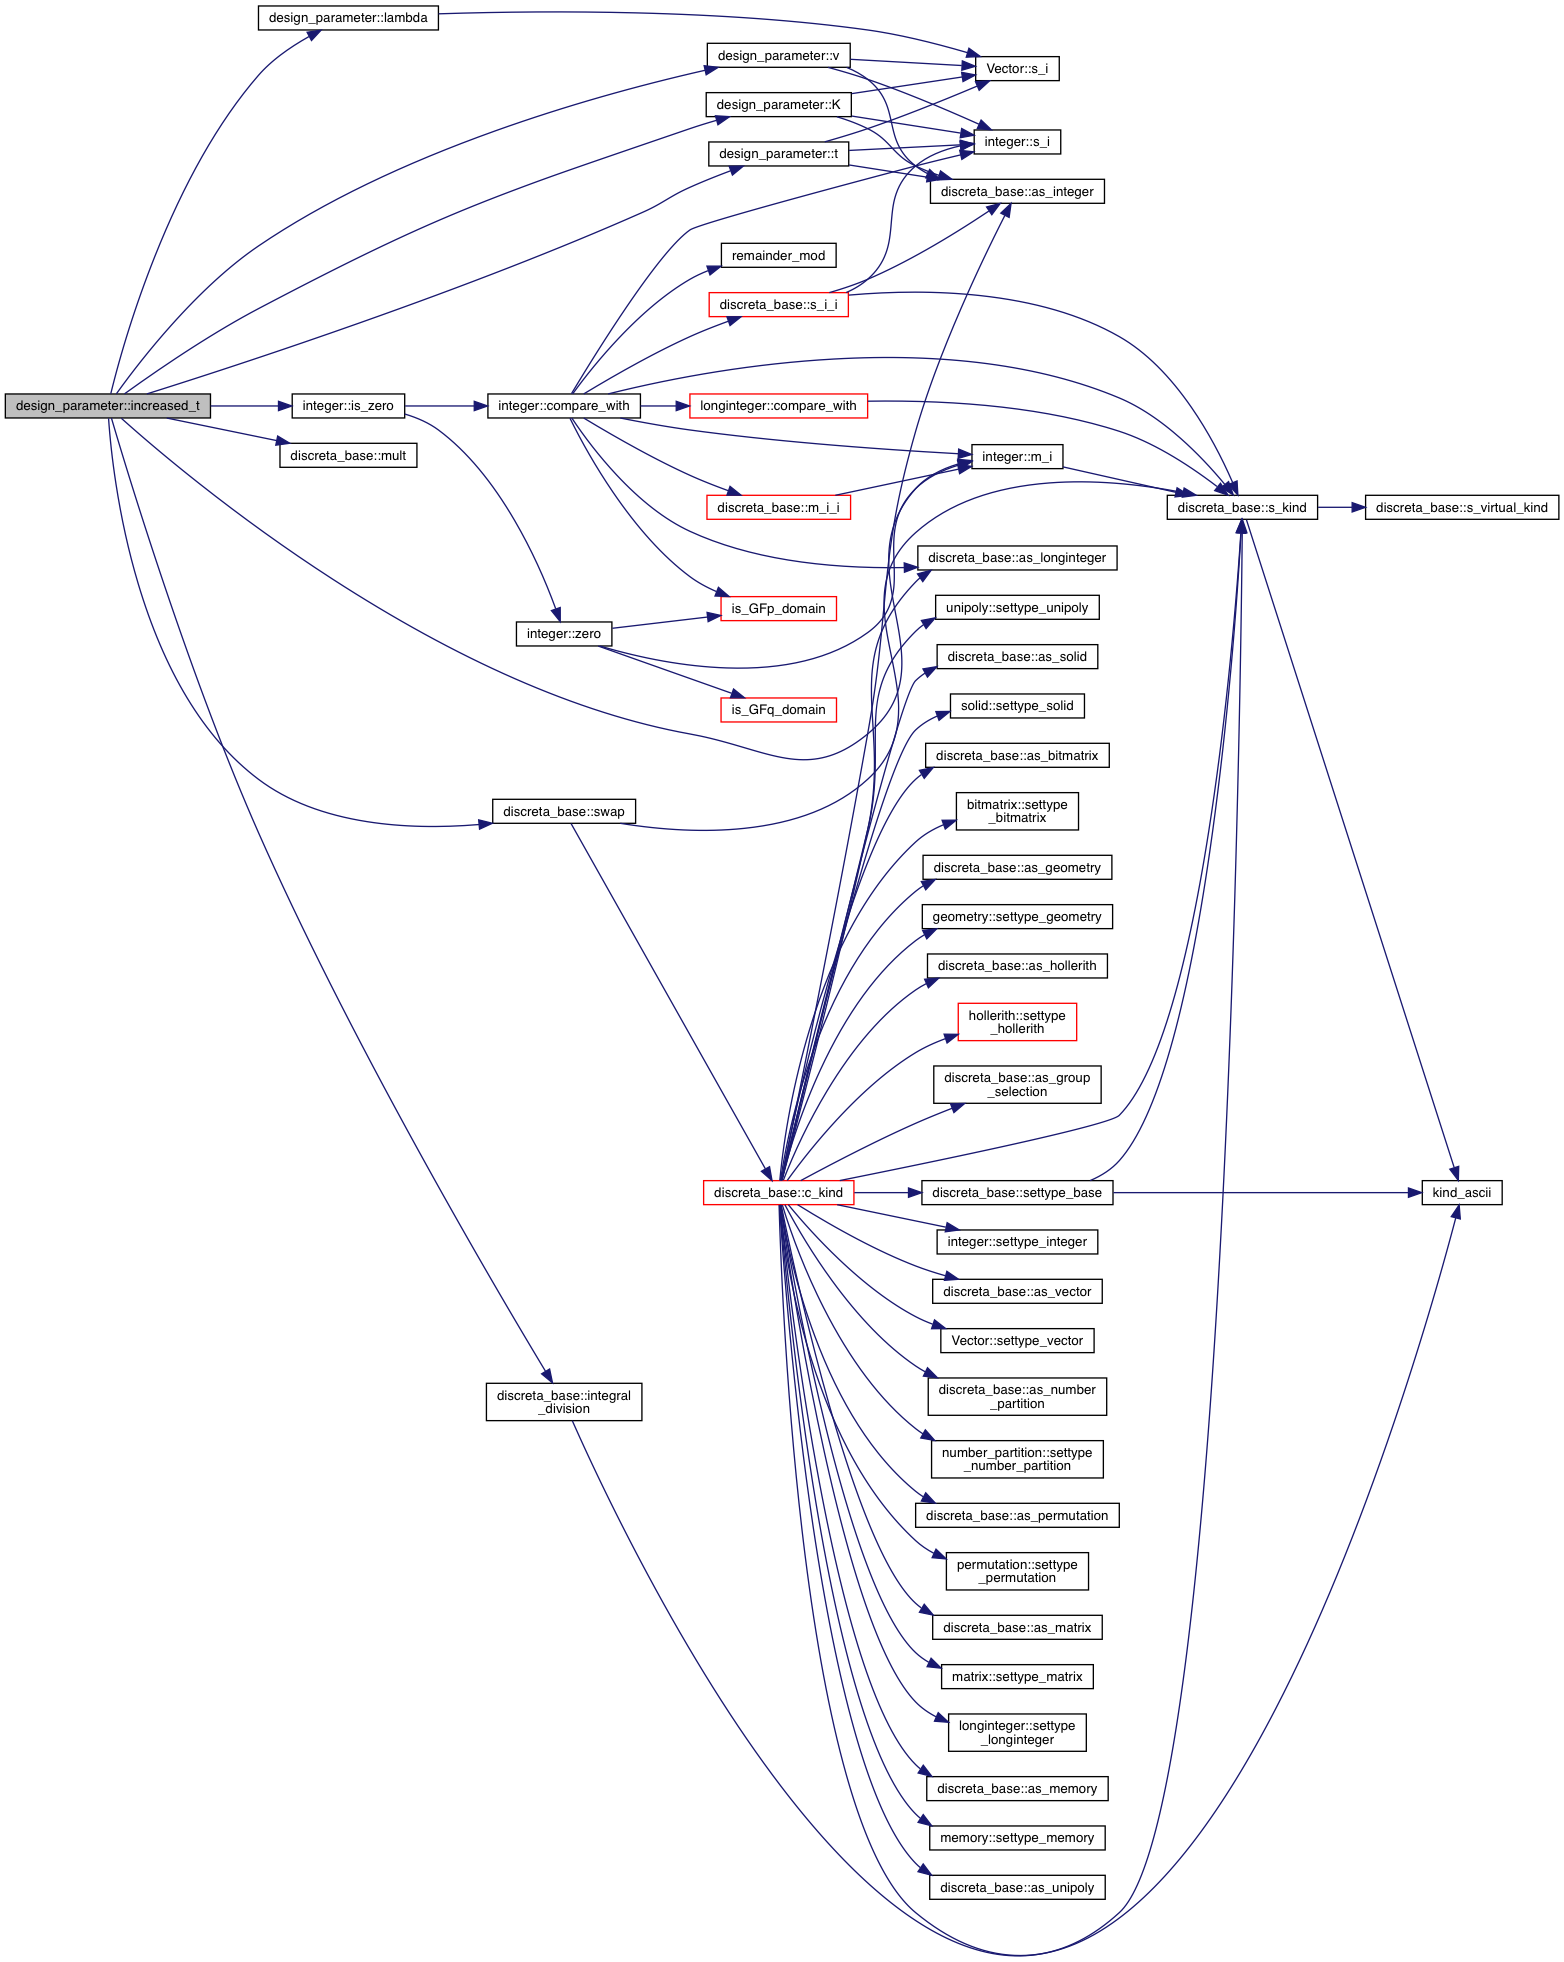 design_parameter::lambda
design_parameter::v
Vector::s_i
design_parameter::K
integer::s_i
design_parameter::t
discreta_base::as_integer
remainder_mod
discreta_base::s_i_i
design_parameter::increased_t
integer::is_zero
integer::compare_with
longinteger::compare_with
discreta_base::mult
integer::m_i
discreta_base::m_i_i
discreta_base::s_kind
discreta_base::s_virtual_kind
discreta_base::as_longinteger
is_GFp_domain
unipoly::settype_unipoly
integer::zero
discreta_base::as_solid
is_GFq_domain
solid::settype_solid
discreta_base::as_bitmatrix
discreta_base::swap
bitmatrix::settype
_bitmatrix
discreta_base::as_geometry
geometry::settype_geometry
discreta_base::as_hollerith
hollerith::settype
_hollerith
discreta_base::as_group
_selection
discreta_base::c_kind
discreta_base::settype_base
kind_ascii
integer::settype_integer
discreta_base::as_vector
Vector::settype_vector
discreta_base::integral
_division
discreta_base::as_number
_partition
number_partition::settype
_number_partition
discreta_base::as_permutation
permutation::settype
_permutation
discreta_base::as_matrix
matrix::settype_matrix
longinteger::settype
_longinteger
discreta_base::as_memory
memory::settype_memory
discreta_base::as_unipoly